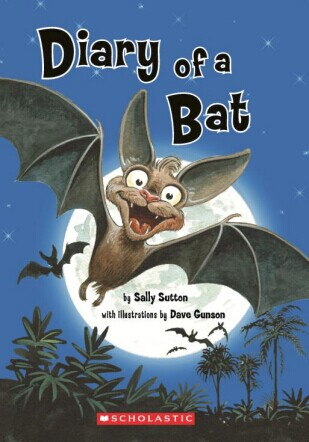 Diary of a
Bat
by Sally Sutton
with illustrations by Dave Gunson
SCHOLASTIC